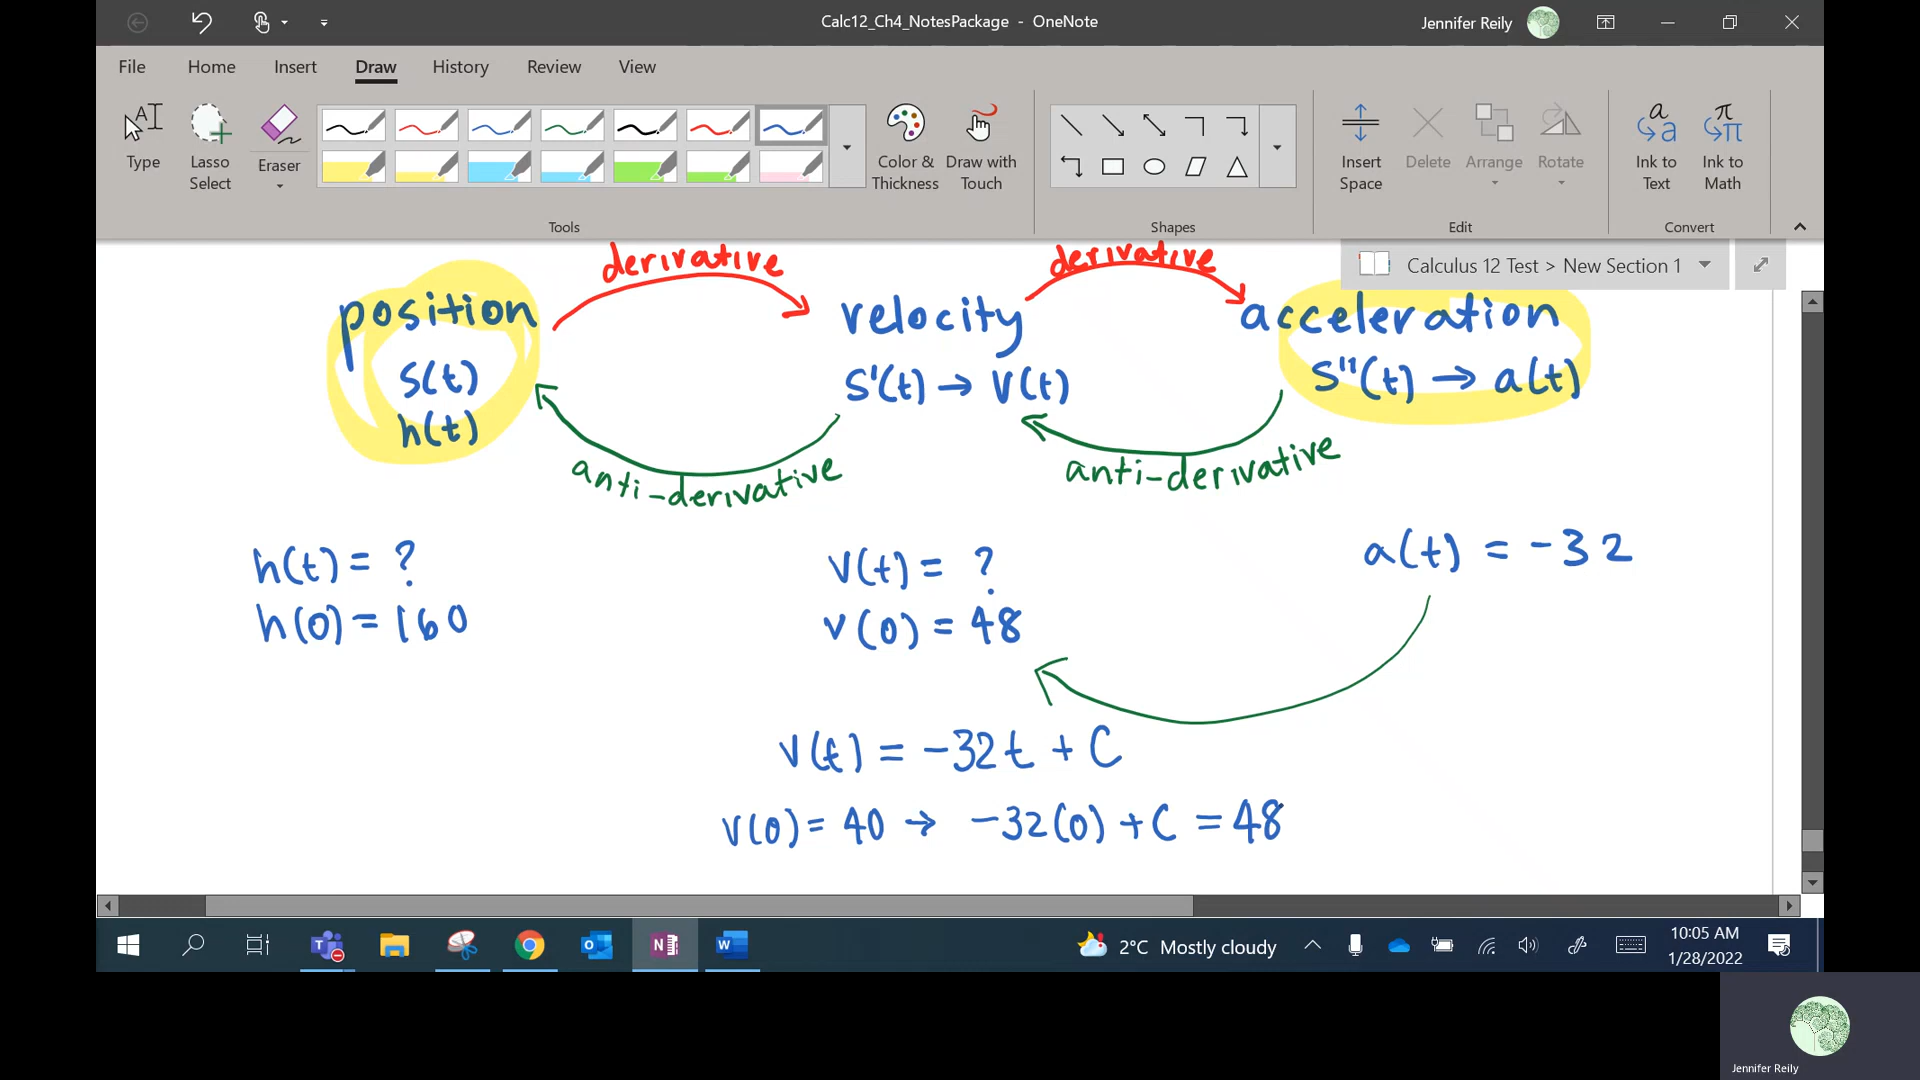 Calc12_Ch4_NotesPackage - OneNote
Jennifer Reily
File Home Insert Draw History Review View
Type
Lasso Select
Eraser
Color & Thickness
Draw with Touch
Insert Space
Delete
Arrange
Rotate
Ink to Text
Ink to Math
Tools
Shapes
Edit
Convert
Calculus 12 Test > New Section 1
derivative derivative
position velocity acceleration
s(t) s'(t) → v(t) s''(t) → a(t)
h(t)
anti-derivative anti-derivative
h(t) = ? v(t) = ? a(t) = -32
h(0) = 160 v(0) = 48
v(t) = -32t + C
v(0) = 40 → -32(0) + C = 48
2°C Mostly cloudy
10:05 AM
1/28/2022
Jennifer Reily